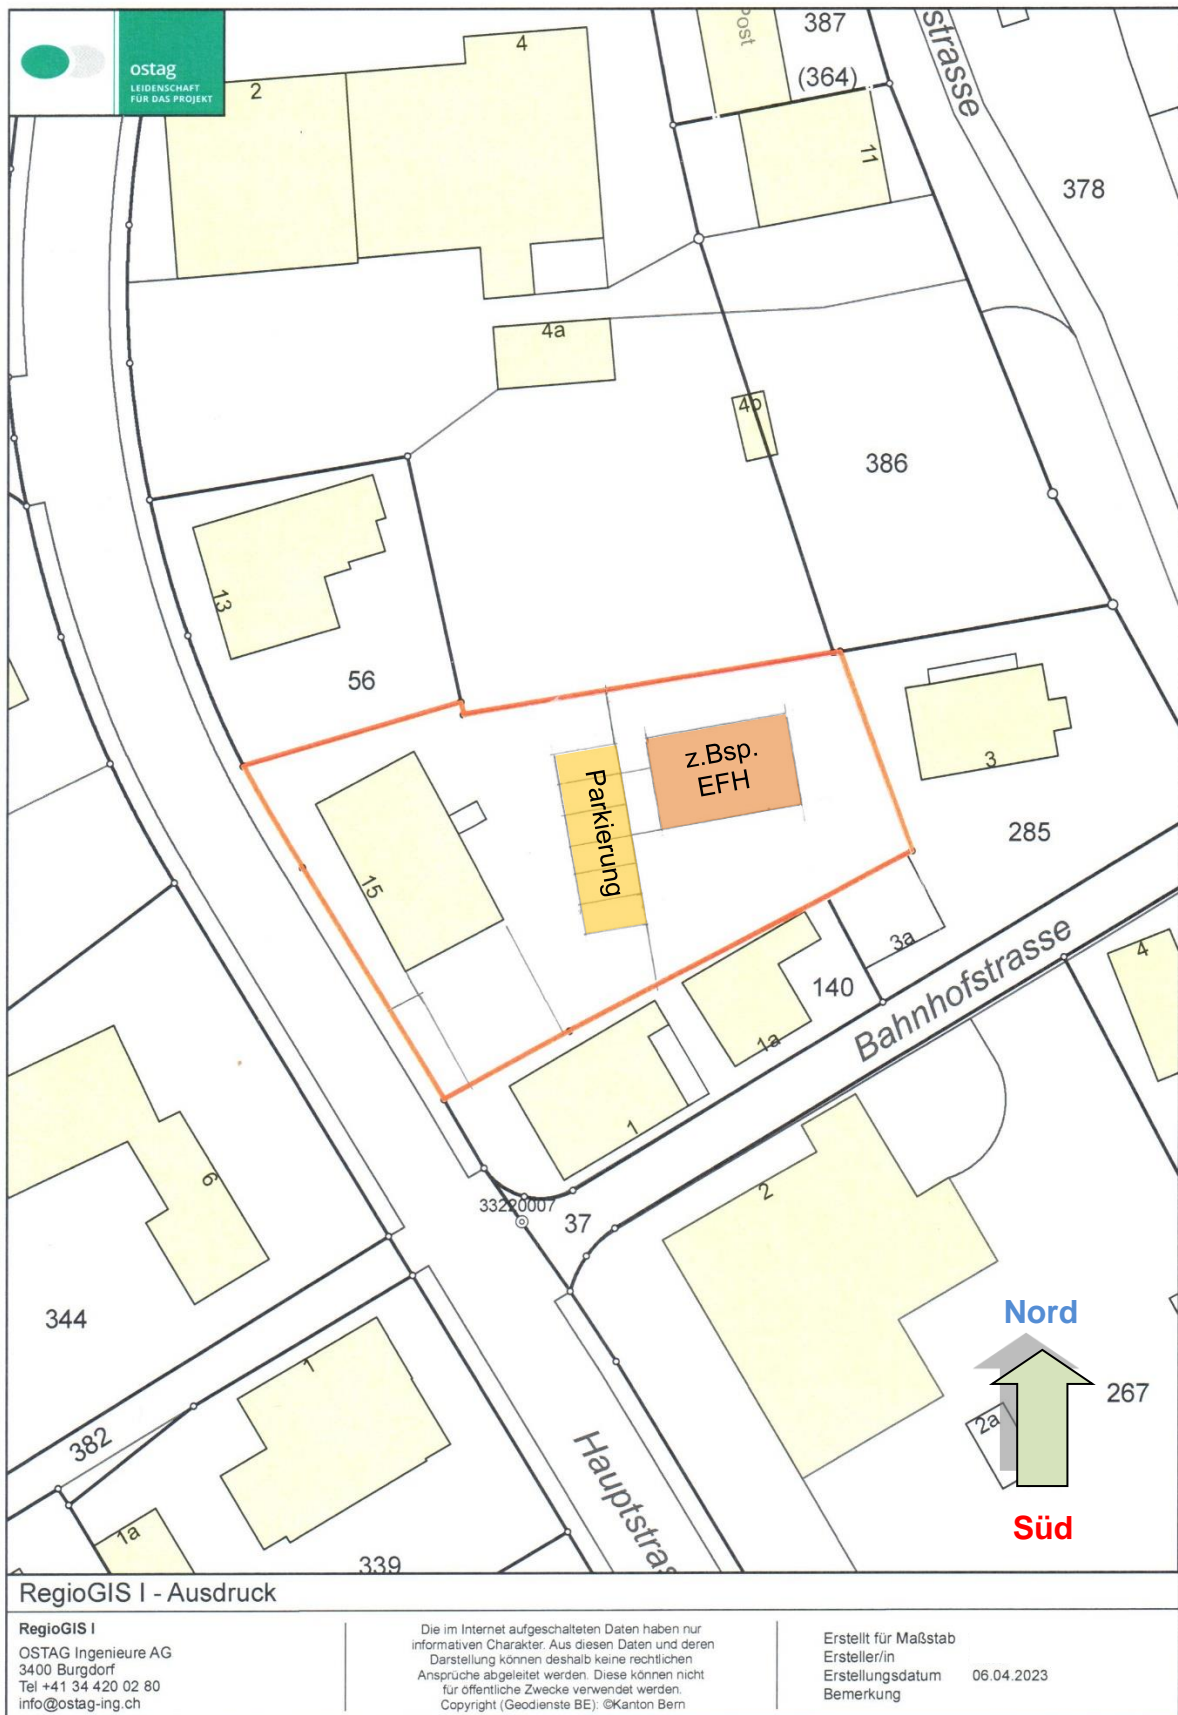 ostag
LEIDENSCHAFT
FÜR DAS PROJEKT
2
4
Post
387
(364)
strasse
11
378
4a
4b
386
13
56
z.Bsp.
EFH
Parkierung
3
285
15
3a
140
1a
Bahnhofstrasse
4
1
2
33220007
37
6
344
Nord
267
2a
Süd
1
382
Hauptstras
1a
339
RegioGIS I - Ausdruck
RegioGIS I
OSTAG Ingenieure AG
3400 Burgdorf
Tel +41 34 420 02 80
info@ostag-ing.ch
Die im Internet aufgeschalteten Daten haben nur
informativen Charakter. Aus diesen Daten und deren
Darstellung können deshalb keine rechtlichen
Ansprüche abgeleitet werden. Diese können nicht
für öffentliche Zwecke verwendet werden.
Copyright (Geodienste BE): ©Kanton Bern
Erstellt für Maßstab
Ersteller/in
Erstellungsdatum 06.04.2023
Bemerkung